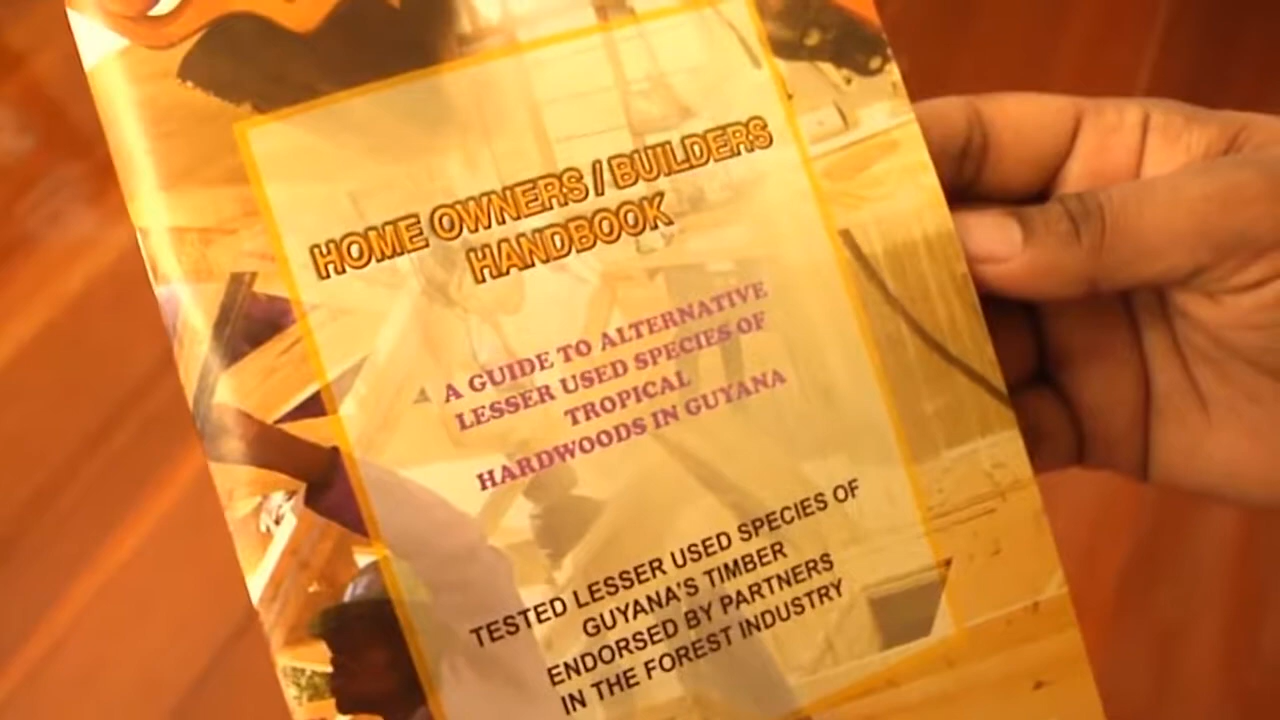 HOME OWNERS / BUILDERS
HANDBOOK
A GUIDE TO ALTERNATIVE
LESSER USED SPECIES OF
TROPICAL
HARDWOODS IN GUYANA
TESTED LESSER USED SPECIES OF
GUYANA'S TIMBER
ENDORSED BY PARTNERS
IN THE FOREST INDUSTRY